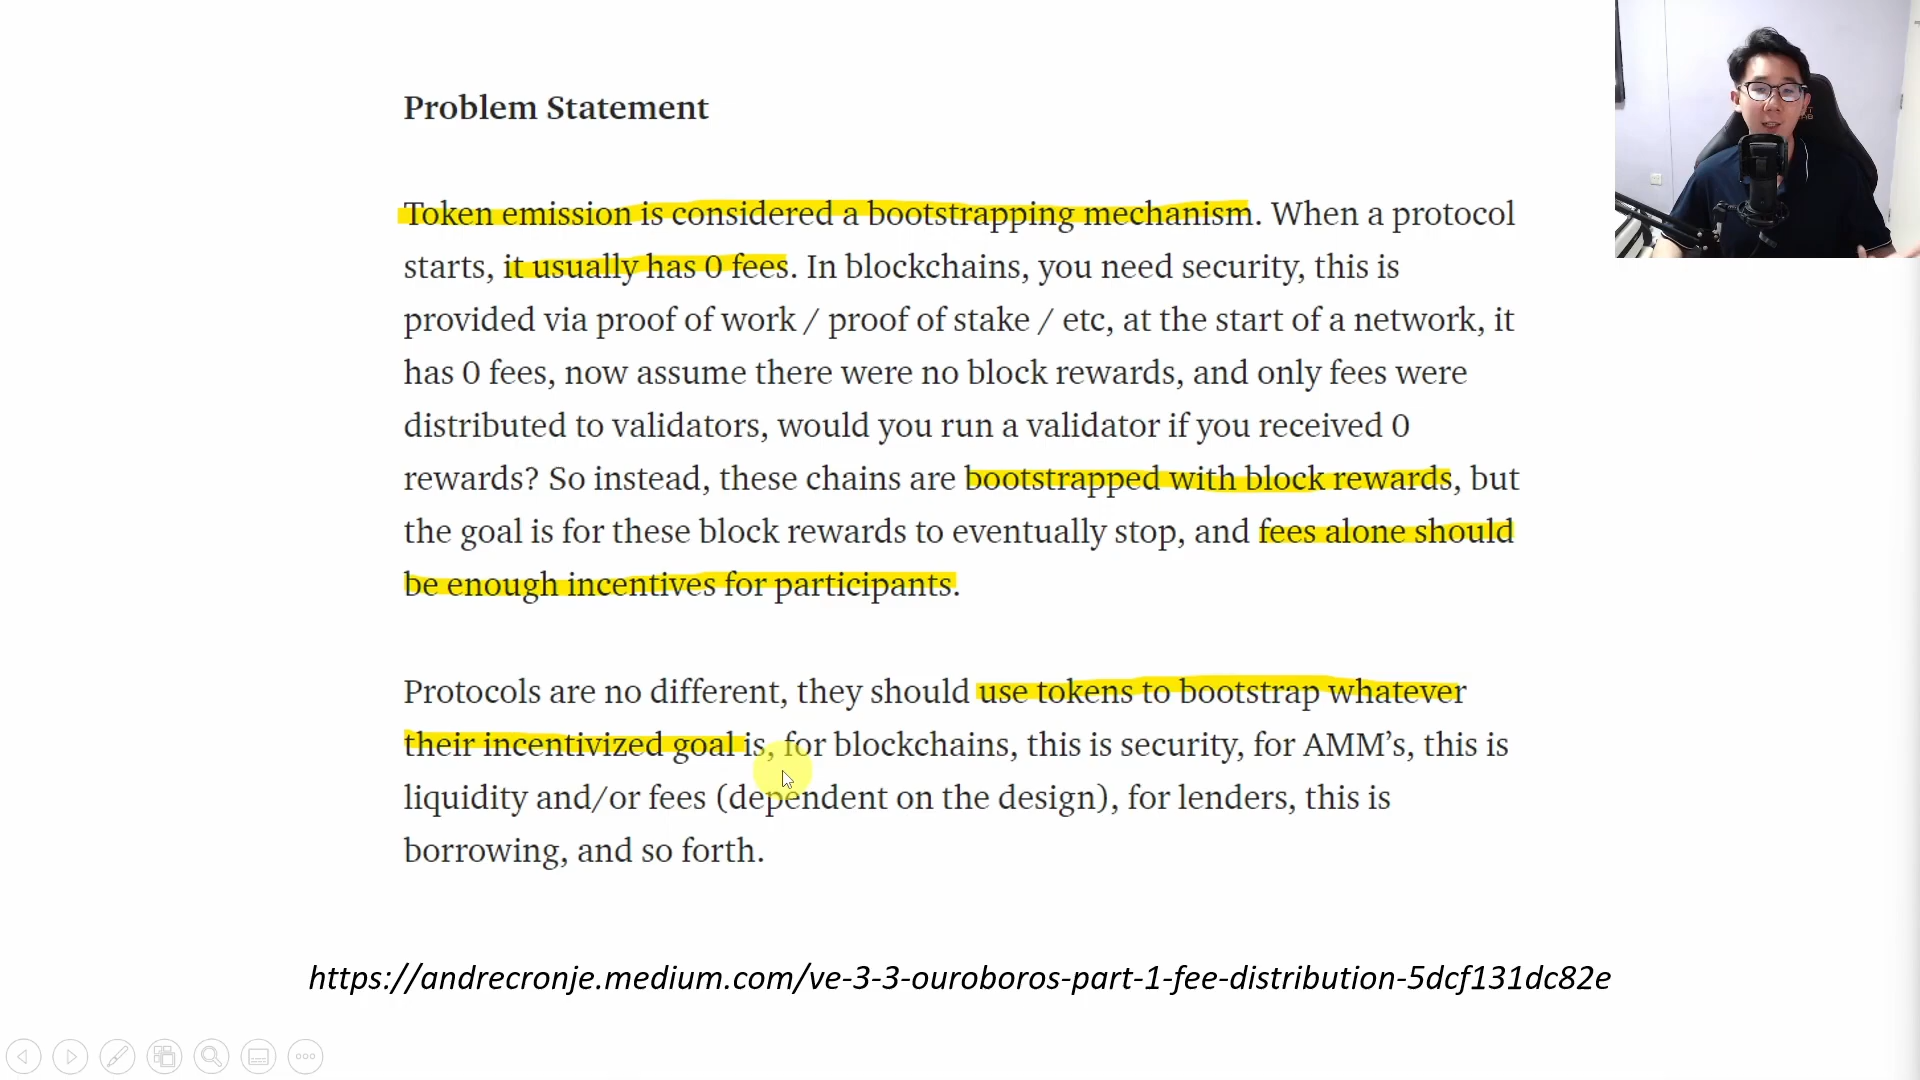 Problem Statement
Token emission is considered a bootstrapping mechanism. When a protocol
starts, it usually has 0 fees. In blockchains, you need security, this is
provided via proof of work / proof of stake / etc, at the start of a network, it
has 0 fees, now assume there were no block rewards, and only fees were
distributed to validators, would you run a validator if you received 0
rewards? So instead, these chains are bootstrapped with block rewards, but
the goal is for these block rewards to eventually stop, and fees alone should
be enough incentives for participants.
Protocols are no different, they should use tokens to bootstrap whatever
their incentivized goal is, for blockchains, this is security, for AMM’s, this is
liquidity and/or fees (dependent on the design), for lenders, this is
borrowing, and so forth.
https://andrecronje.medium.com/ve-3-3-ouroboros-part-1-fee-distribution-5dcf131dc82e